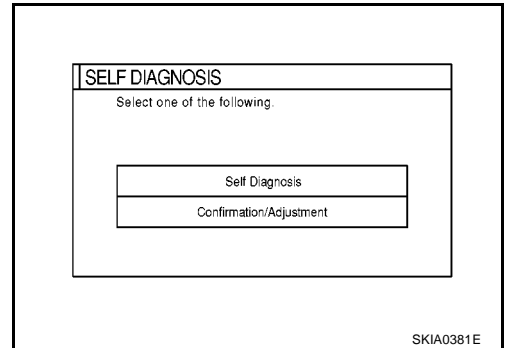 SELF DIAGNOSIS
Select one of the following.
Self Diagnosis
Confirmation/Adjustment
SKIA0381E